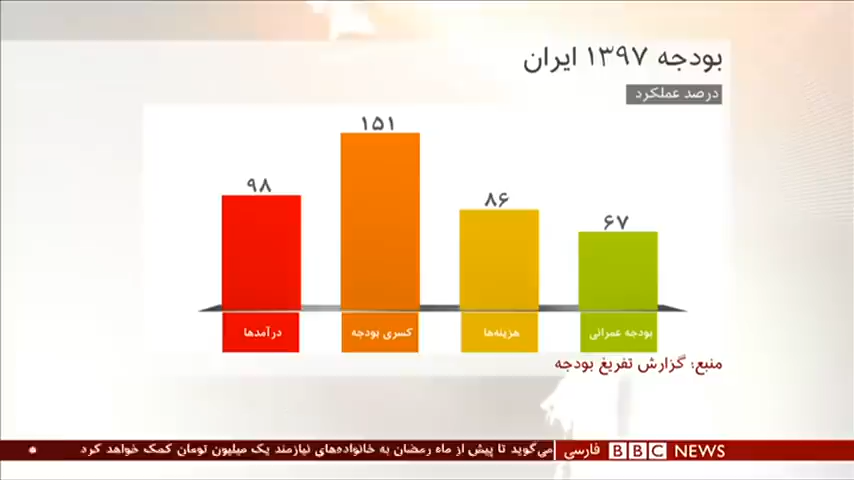 بودجه ۱۳۹۷ ایران
درصد عملکرد
۹۸
۱۵۱
۸۶
۶۷
درآمدها
کسری بودجه
هزینه‌ها
بودجه عمرانی
منبع؛ گزارش تفریغ بودجه
BBC NEWS فارسی
می‌گوید تا پیش از ماه رمضان به خانواده‌های نیازمند یک میلیون تومان کمک خواهد کرد